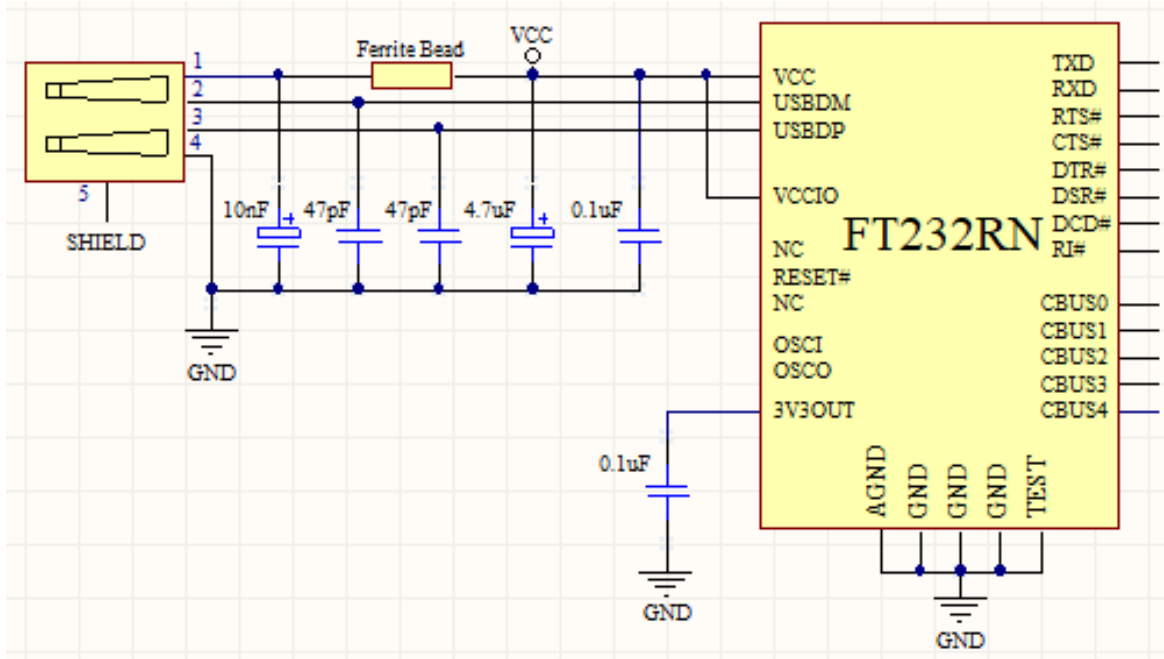 VCC
Ferrite Bead
1
2
3
4
5
SHIELD
10nF
+
47pF
47pF
4.7uF
+
0.1uF
GND
VCC
USBDM
USBDP
VCCIO
NC
RESET#
NC
OSCI
OSCO
3V3OUT
FT232RN
TXD
RXD
RTS#
CTS#
DTR#
DSR#
DCD#
RI#
CBUS0
CBUS1
CBUS2
CBUS3
CBUS4
AGND
GND
GND
GND
TEST
0.1uF
GND
GND